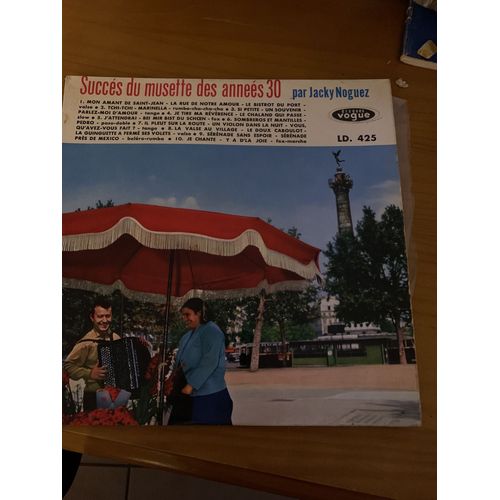 Succés du musette des anneés 30 par Jacky Noguez
1. MON AMANT DE SAINT-JEAN - LA RUE DE NOTRE AMOUR - LE BISTROT DU PORT -
valse • 2. TCHI-TCHI - MARINELLA - rumba-cha-cha-cha • 3. SI PETITE - UN SOUVENIR -
PARLEZ-MOI D'AMOUR - tango • 4. JE TIRE MA RÉVÉRENCE - LE CHALAND QUI PASSE -
slow • 5. J'ATTENDRAI - BEI MIR BIST DU SCHOEN - fox • 6. SOMBREROS ET MANTILLES -
PEDRO - paso-doble • 7. IL PLEUT SUR LA ROUTE - UN VIOLON DANS LA NUIT - VOUS,
QU'AVEZ-VOUS FAIT ? - tango • 8. LA VALSE AU VILLAGE - LE DOUX CABOULOT -
LA GUINGUETTE A FERMÉ SES VOLETS - valse • 9. SÉRÉNADE SANS ESPOIR - SÉRÉNADE
PRÈS DE MEXICO - boléro-rumba • 10. JE CHANTE - Y A D'LA JOIE - fox-marche
DISQUES
vogue
LD. 425